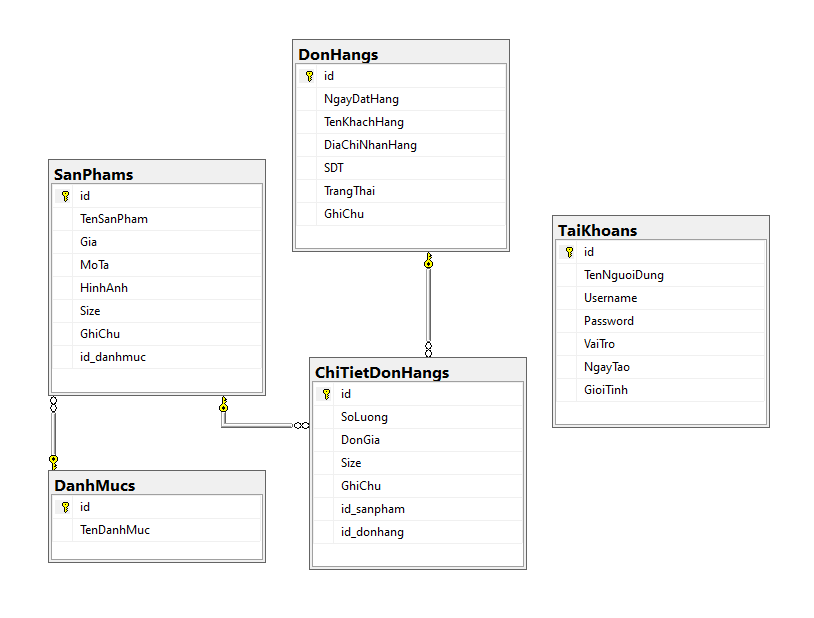 DonHangs
id
NgayDatHang
TenKhachHang
DiaChiNhanHang
SDT
TrangThai
GhiChu
SanPhams
id
TenSanPham
Gia
MoTa
HinhAnh
Size
GhiChu
id_danhmuc
TaiKhoans
id
TenNguoiDung
Username
Password
VaiTro
NgayTao
GioiTinh
ChiTietDonHangs
id
SoLuong
DonGia
Size
GhiChu
id_sanpham
id_donhang
DanhMucs
id
TenDanhMuc